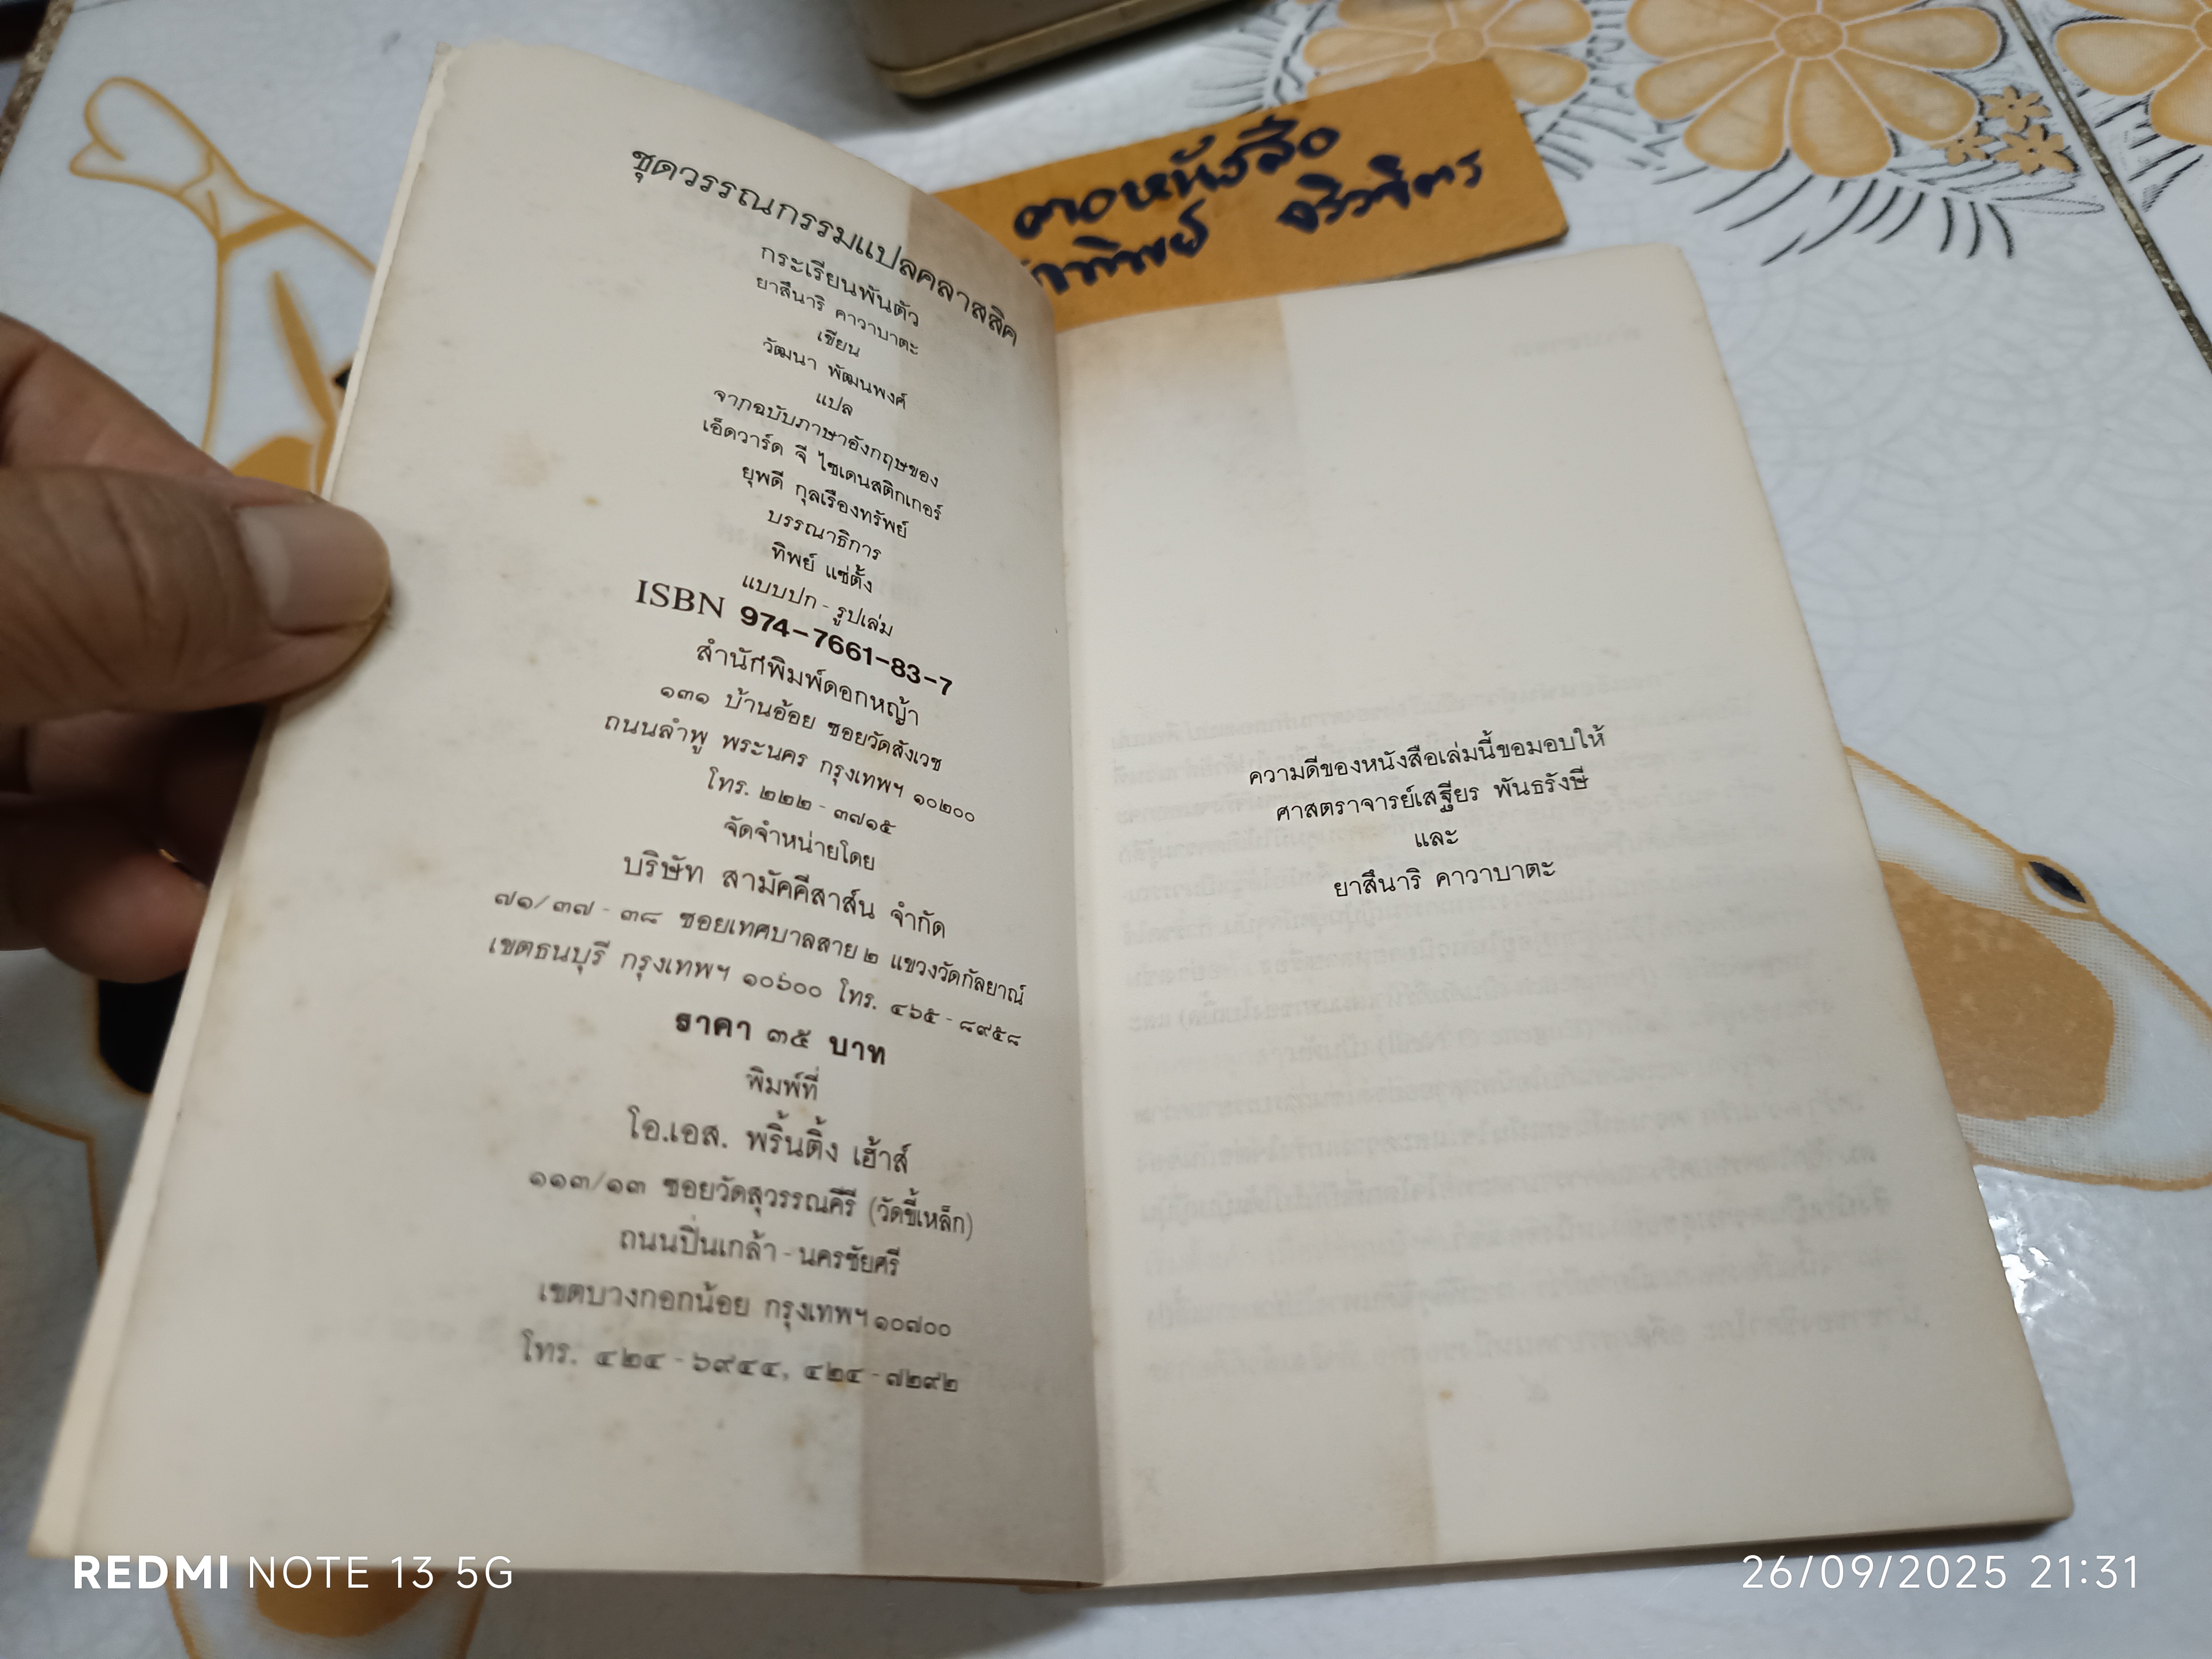 ชุดวรรณกรรมแปลคลาสสิค
กระเรียนพันตัว
ยาสึนาริ คาวาบาตะ
เขียน
วัฒนา พัฒนพงศ์
แปล
จากฉบับภาษาอังกฤษของ
เอ็ดวาร์ด จี ไซเดนสติกเกอร์
ยุพดี กุลเรืองทรัพย์
บรรณาธิการ
ทิพย์ แซ่ตั้ง
แบบปก - รูปเล่ม
ISBN 974-7661-83-7
สำนักพิมพ์ดอกหญ้า
๑๓๑ บ้านอ้อย ซอยวัดสังเวช
ถนนลำพู พระนคร กรุงเทพฯ ๑๐๒๐๐
โทร. ๒๒๒ - ๓๗๑๕
จัดจำหน่ายโดย
บริษัท สามัคคีสาส์น จำกัด
๗๑/๓๗ - ๓๘ ซอยเทศบาลสาย ๒ แขวงวัดกัลยาณ์
เขตธนบุรี กรุงเทพฯ ๑๐๖๐๐ โทร. ๔๖๕ - ๘๙๕๘
ราคา ๓๕ บาท
พิมพ์ที่
โอ.เอส. พริ้นติ้ง เฮ้าส์
๑๑๓/๑๓ ซอยวัดสุวรรณคีรี (วัดขี้เหล็ก)
ถนนปิ่นเกล้า - นครชัยศรี
เขตบางกอกน้อย กรุงเทพฯ ๑๐๗๐๐
โทร. ๔๒๔ - ๖๙๔๔, ๔๒๔ - ๗๒๙๒
ความดีของหนังสือเล่มนี้ขอมอบให้
ศาสตราจารย์เสฐียร พันธรังษี
และ
ยาสึนาริ คาวาบาตะ
REDMI NOTE 13 5G
26/09/2025 21:31